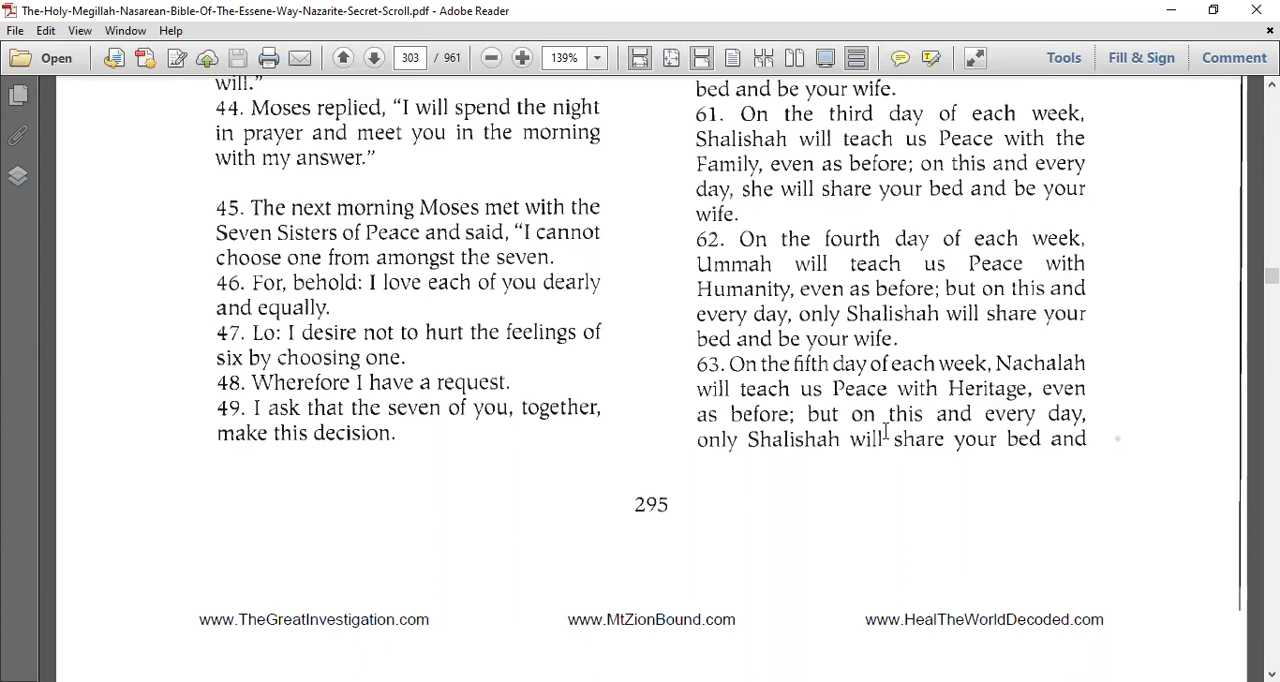 The-Holy-Megillah-Nasarean-Bible-Of-The-Essene-Way-Nazarite-Secret-Scroll.pdf - Adobe Reader
File Edit View Window Help
Open 303 / 961 139% Tools Fill & Sign Comment
will."
44. Moses replied, "I will spend the night
in prayer and meet you in the morning
with my answer."
45. The next morning Moses met with the
Seven Sisters of Peace and said, "I cannot
choose one from amongst the seven.
46. For, behold: I love each of you dearly
and equally.
47. Lo: I desire not to hurt the feelings of
six by choosing one.
48. Wherefore I have a request.
49. I ask that the seven of you, together,
make this decision.
bed and be your wife.
61. On the third day of each week,
Shalishah will teach us Peace with the
Family, even as before; on this and every
day, she will share your bed and be your
wife.
62. On the fourth day of each week,
Ummah will teach us Peace with
Humanity, even as before; but on this and
every day, only Shalishah will share your
bed and be your wife.
63. On the fifth day of each week, Nachalah
will teach us Peace with Heritage, even
as before; but on this and every day,
only Shalishah will share your bed and
295
www.TheGreatInvestigation.com www.MtZionBound.com www.HealTheWorldDecoded.com